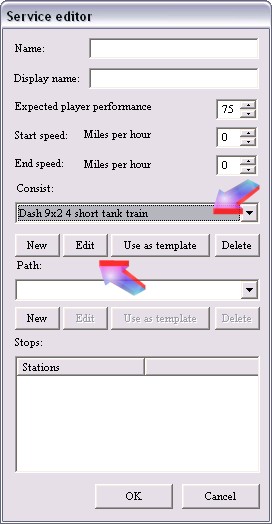 Service editor
Name:
Display name:
Expected player performance 75
Start speed: Miles per hour 0
End speed: Miles per hour 0
Consist:
Dash 9x2 4 short tank train
New Edit Use as template Delete
Path:
New Edit Use as template Delete
Stops:
Stations
OK Cancel